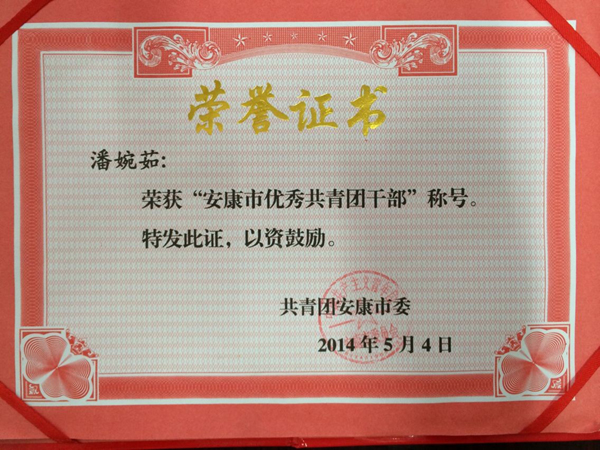 荣誉证书
潘婉茹：
荣获“安康市优秀共青团干部”称号。
特发此证，以资鼓励。
共青团安康市委
2014年5月4日